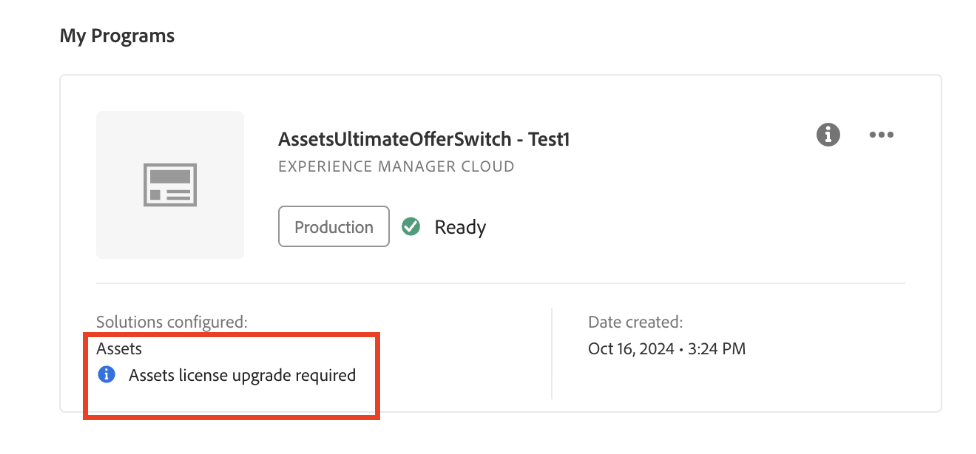 My Programs
AssetsUltimateOfferSwitch - Test1
EXPERIENCE MANAGER CLOUD
Production
Ready
Solutions configured:
Assets
Assets license upgrade required
Date created:
Oct 16, 2024 • 3:24 PM